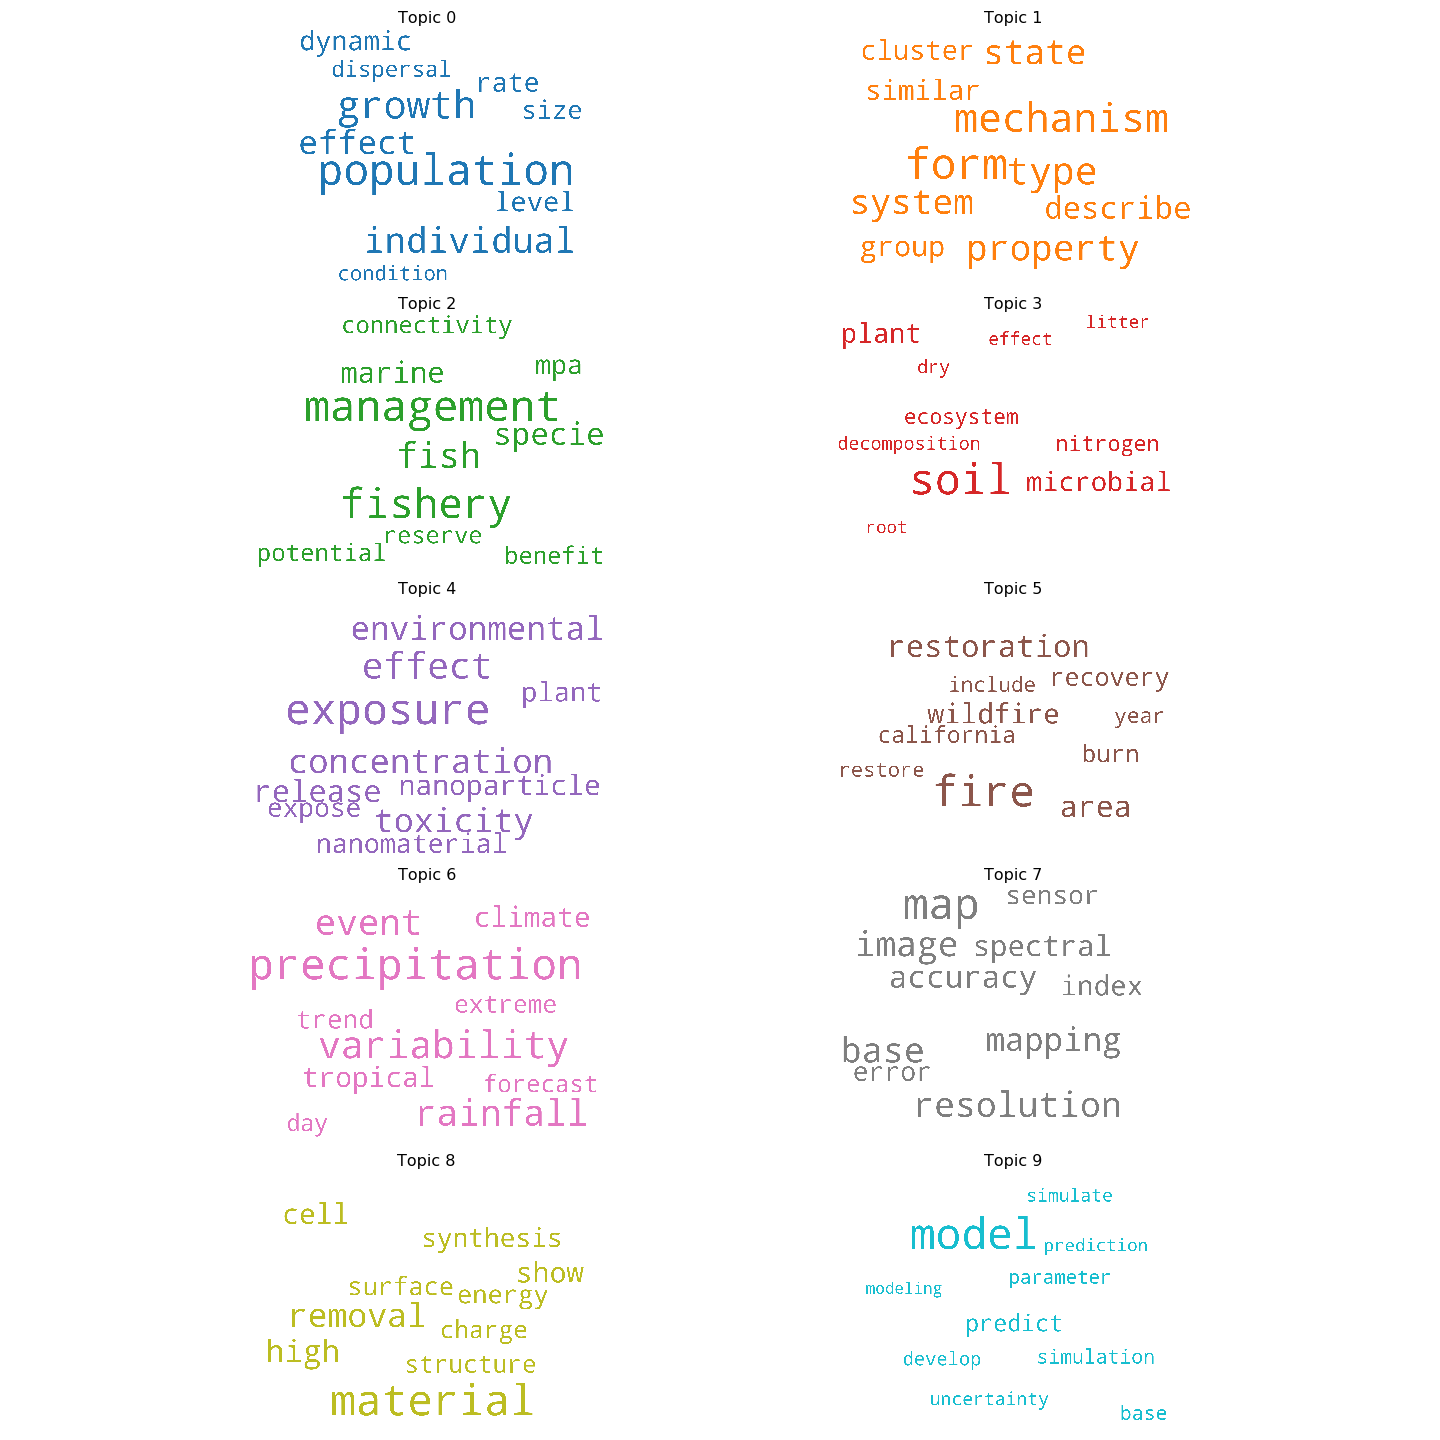 Topic 0
dynamic
dispersal
rate
growth
size
effect
population
level
individual
condition
Topic 1
cluster state
similar
mechanism
form type
system
describe
group property
Topic 2
connectivity
marine
mpa
management
specie
fish
fishery
reserve
potential
benefit
Topic 3
litter
plant
effect
dry
ecosystem
decomposition
nitrogen
soil
microbial
root
Topic 4
environmental
effect
plant
exposure
concentration
release
nanoparticle
expose
toxicity
nanomaterial
Topic 5
restoration
include
recovery
wildfire
year
california
burn
restore
fire
area
Topic 6
event
climate
precipitation
extreme
trend
variability
tropical
forecast
rainfall
day
Topic 7
map
sensor
image spectral
accuracy
index
base
mapping
error
resolution
Topic 8
cell
synthesis
show
surface
energy
removal
charge
high
structure
material
Topic 9
simulate
model
prediction
parameter
modeling
predict
develop
simulation
uncertainty
base